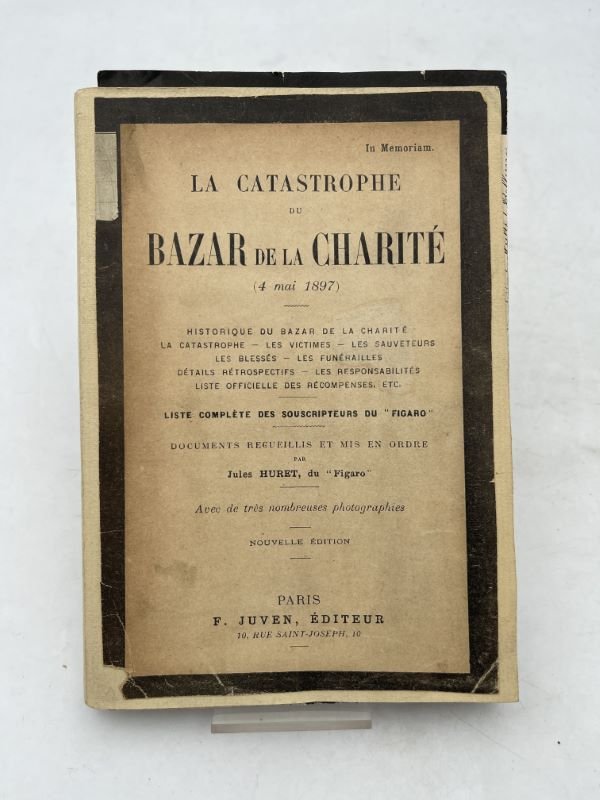 In Memoriam.
LA CATASTROPHE
DU
BAZAR DE LA CHARITÉ
(4 mai 1897)
HISTORIQUE DU BAZAR DE LA CHARITÉ
LA CATASTROPHE — LES VICTIMES — LES SAUVETEURS
LES BLESSÉS — LES FUNÉRAILLES
DÉTAILS RÉTROSPECTIFS — LES RESPONSABILITÉS
LISTE OFFICIELLE DES RÉCOMPENSES, ETC.
LISTE COMPLÈTE DES SOUSCRIPTEURS DU "FIGARO"
DOCUMENTS RECUEILLIS ET MIS EN ORDRE
PAR
Jules HURET, du "Figaro"
Avec de très nombreuses photographies
NOUVELLE ÉDITION
PARIS
F. JUVEN, ÉDITEUR
10, RUE SAINT-JOSEPH, 10